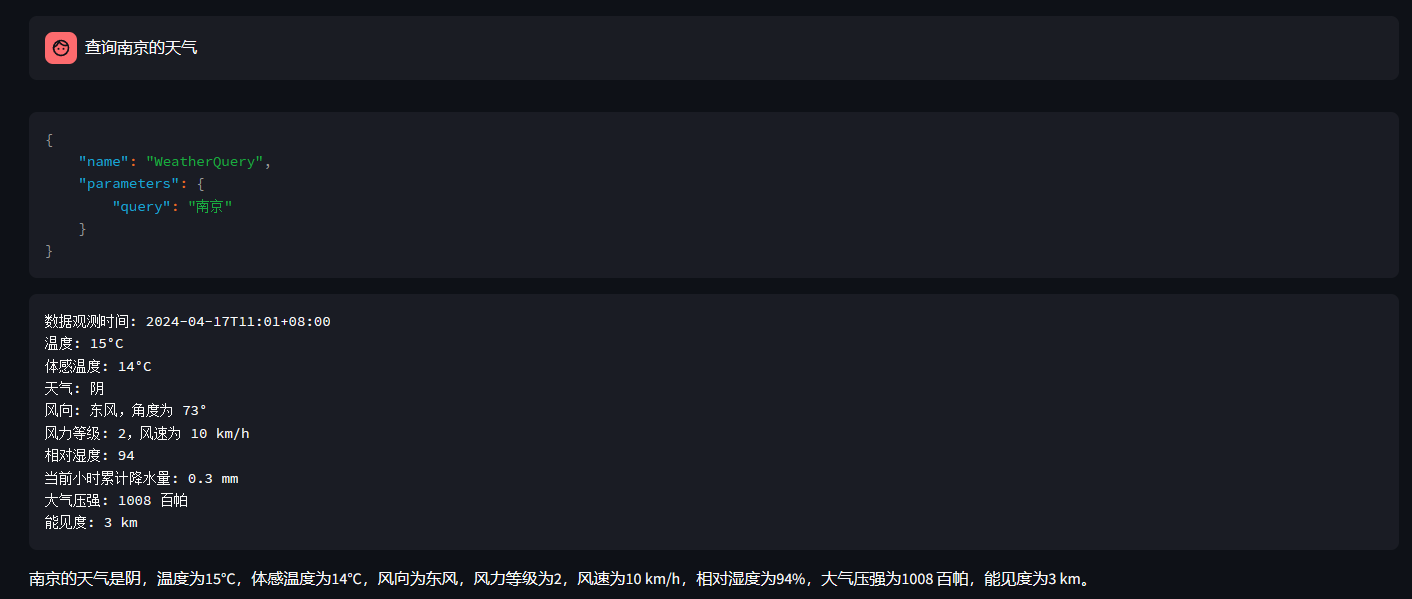 查询南京的天气
{
    "name": "WeatherQuery",
    "parameters": {
        "query": "南京"
    }
}
数据观测时间: 2024-04-17T11:01+08:00
温度: 15°C
体感温度: 14°C
天气: 阴
风向: 东风，角度为 73°
风力等级: 2，风速为 10 km/h
相对湿度: 94
当前小时累计降水量: 0.3 mm
大气压强: 1008 百帕
能见度: 3 km
南京的天气是阴，温度为15°C，体感温度为14°C，风向为东风，风力等级为2，风速为10 km/h，相对湿度为94%，大气压强为1008 百帕，能见度为3 km。